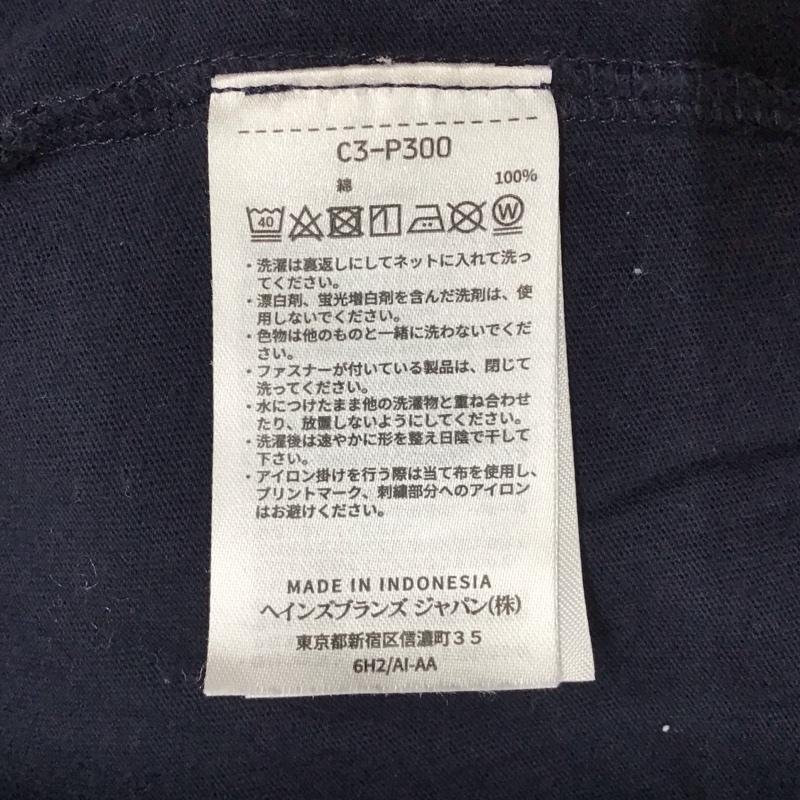 C3-P300
綿 100%
40 W
・洗濯は裏返しにしてネットに入れて洗っ
てください。
・漂白剤、蛍光増白剤を含んだ洗剤は、使
用しないでください。
・色物は他のものと一緒に洗わないでくだ
さい。
・ファスナーが付いている製品は、閉じて
洗ってください。
・水につけたまま他の洗濯物と重ね合わせ
たり、放置しないようにしてください。
・洗濯後は速やかに形を整え日陰で干して
下さい。
・アイロン掛けを行う際は当て布を使用し、
プリントマーク、刺繍部分へのアイロン
はお避けください。
MADE IN INDONESIA
ヘインズブランズ ジャパン(株)
東京都新宿区信濃町35
6H2/AI-AA